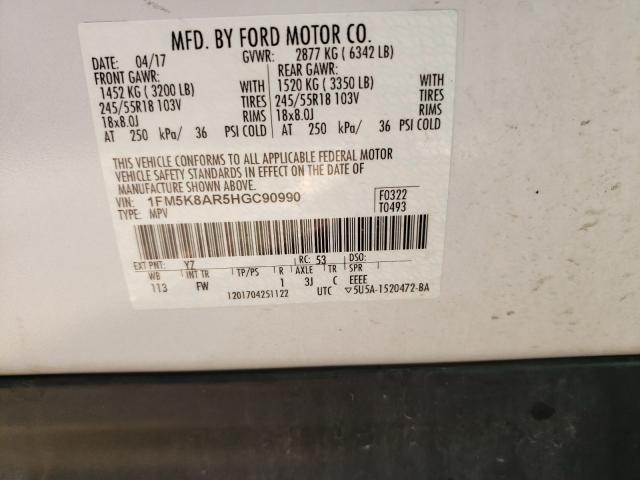 MFD. BY FORD MOTOR CO.
DATE: 04/17 GVWR: 2877 KG ( 6342 LB)
FRONT GAWR: REAR GAWR:
1452 KG ( 3200 LB) WITH 1520 KG ( 3350 LB) WITH
245/55R18 103V TIRES 245/55R18 103V TIRES
18x8.0J RIMS 18x8.0J RIMS
AT 250 kPa/ 36 PSI COLD AT 250 kPa/ 36 PSI COLD
THIS VEHICLE CONFORMS TO ALL APPLICABLE FEDERAL MOTOR
VEHICLE SAFETY STANDARDS IN EFFECT ON THE DATE OF
MANUFACTURE SHOWN ABOVE.
VIN: 1FM5K8AR5HGC90990 F0322
TYPE: MPV T0493
EXT PNT: Y7 RC: 53 DSO:
WB INT TR TP/PS R AXLE TR SPR
113 FW 1 3J C EEEE
1201704251122 UTC ▽5U5A-1520472-BA